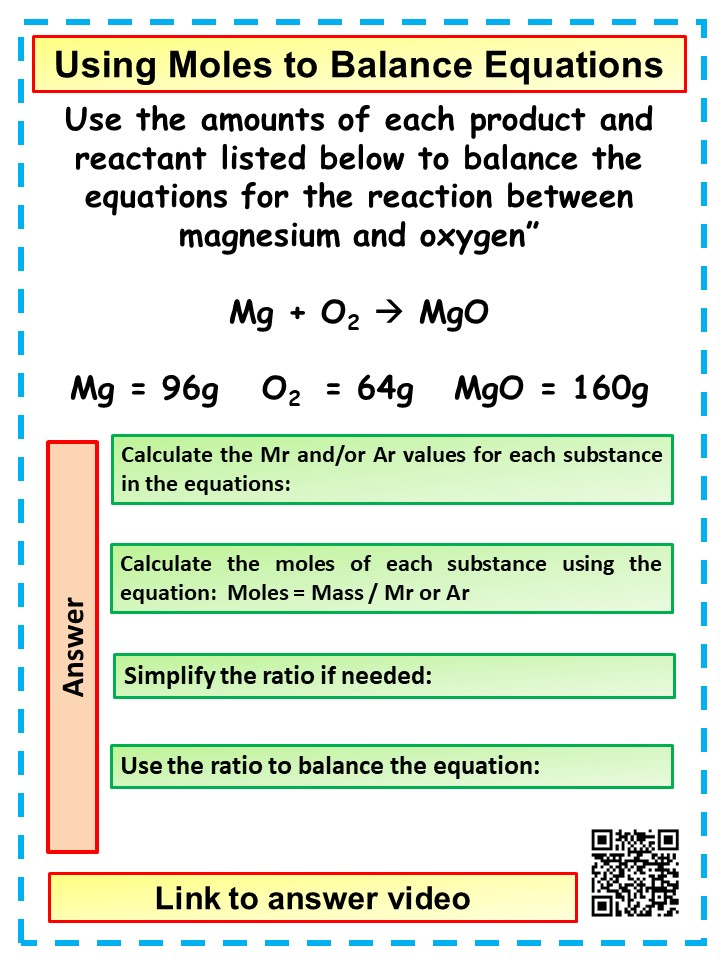 Using Moles to Balance Equations
Use the amounts of each product and
reactant listed below to balance the
equations for the reaction between
magnesium and oxygen”
Mg + O₂ → MgO
Mg = 96g O₂ = 64g MgO = 160g
Answer
Calculate the Mr and/or Ar values for each substance
in the equations:
Calculate the moles of each substance using the
equation: Moles = Mass / Mr or Ar
Simplify the ratio if needed:
Use the ratio to balance the equation:
Link to answer video